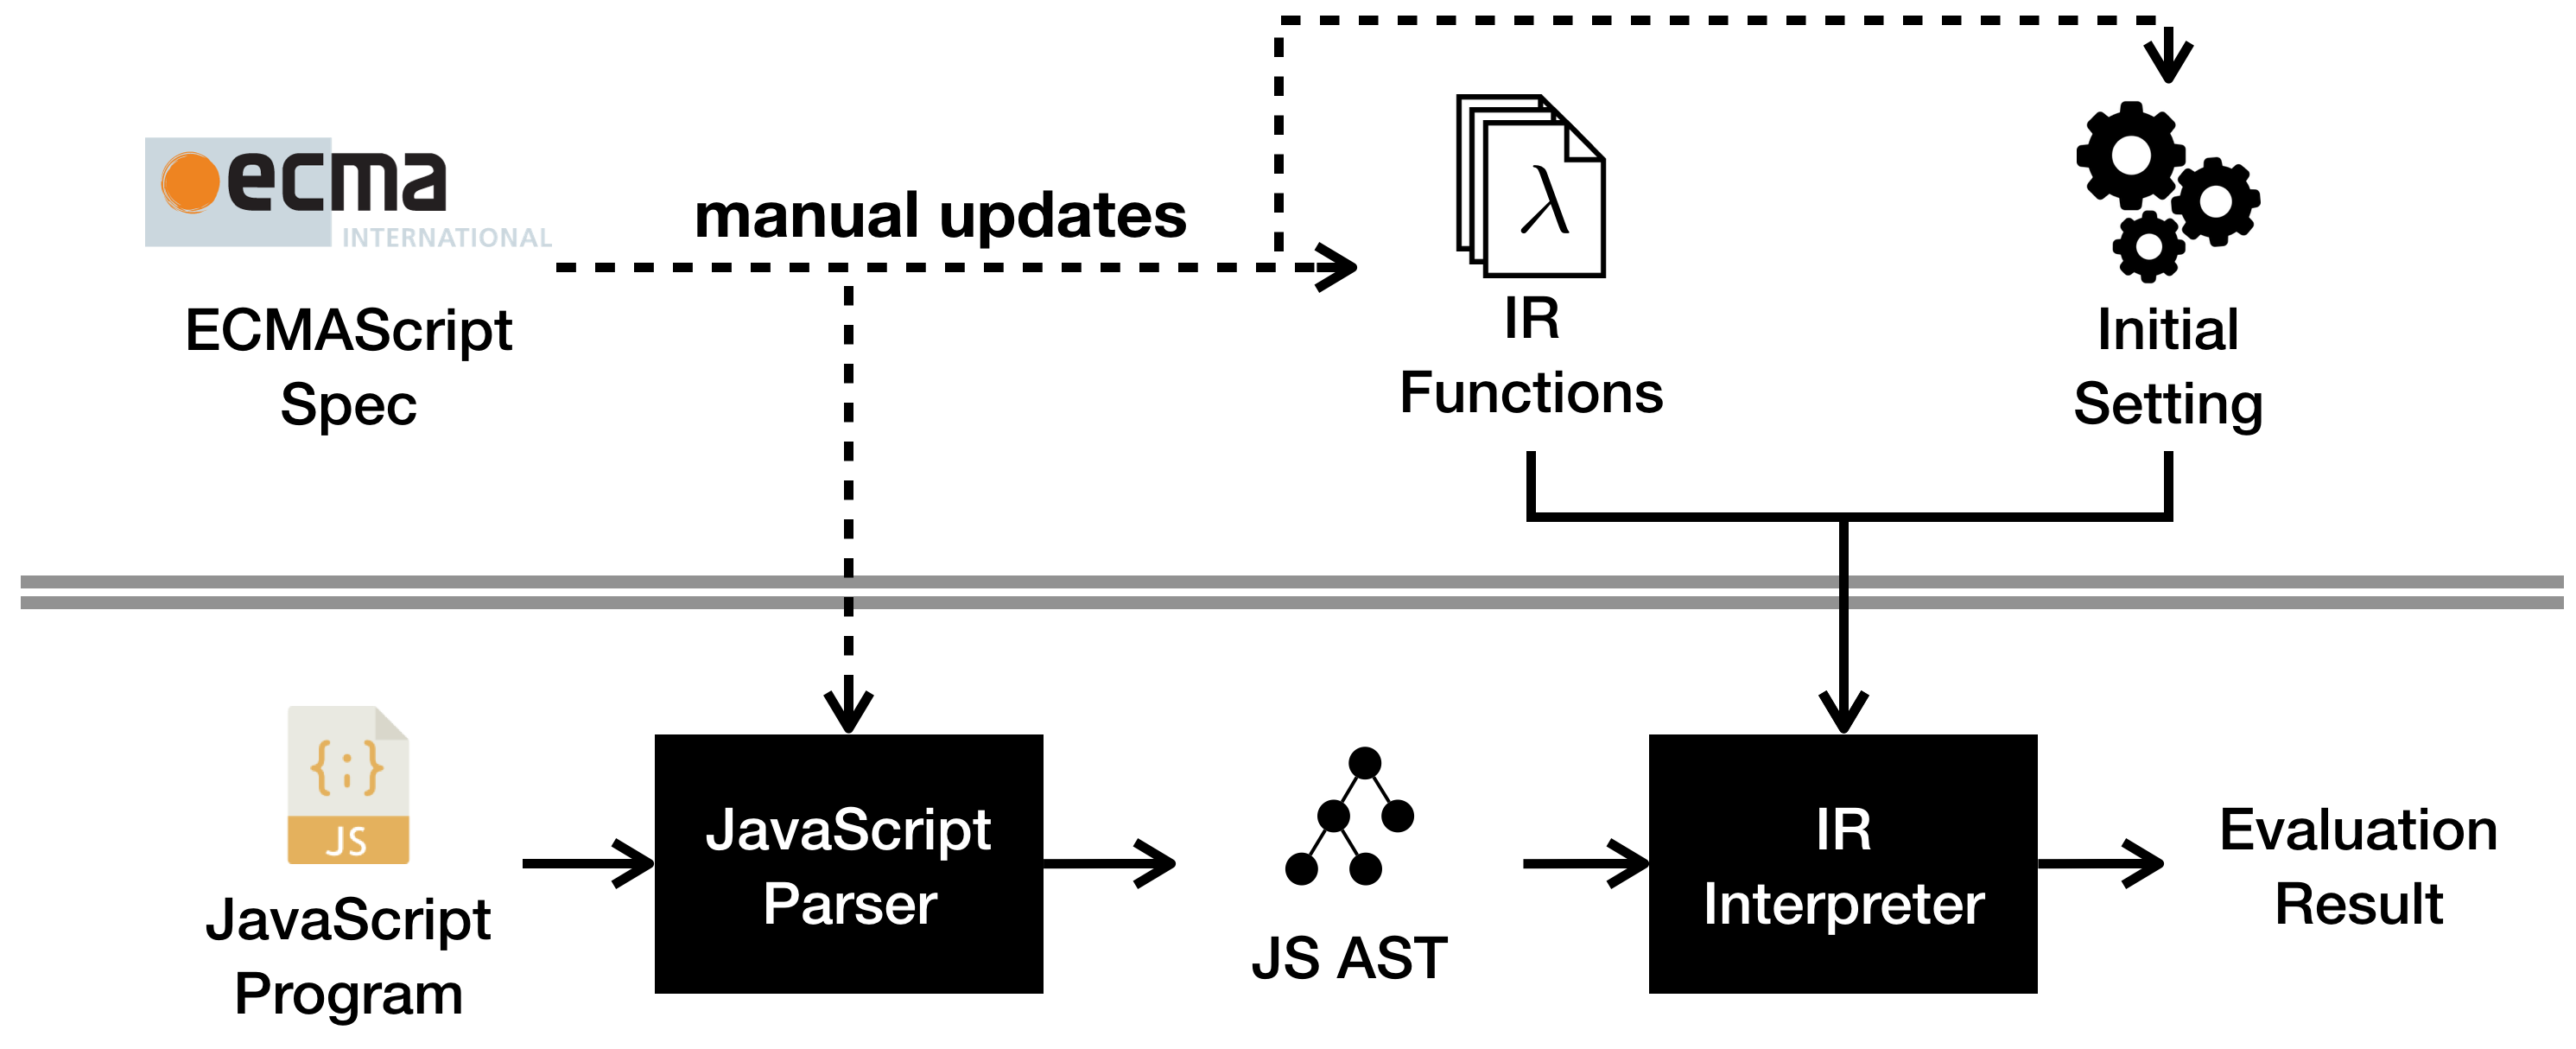 ecma
INTERNATIONAL
ECMAScript
Spec
manual updates
λ
IR
Functions
Initial
Setting
{;}
JS
JavaScript
Program
JavaScript
Parser
JS AST
IR
Interpreter
Evaluation
Result